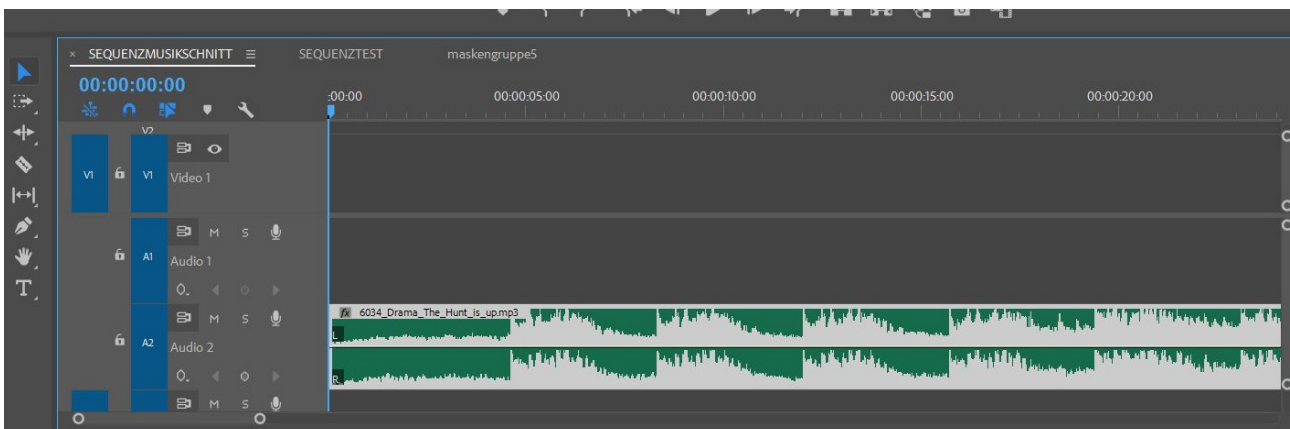 × SEQUENZMUSIKSCHNITT ≡ SEQUENZTEST maskengruppe5
00:00:00:00
:00:00 00:00:05:00 00:00:10:00 00:00:15:00 00:00:20:00
V2
V1 V1 Video 1
M S
A1 Audio 1
fx 6034_Drama_The_Hunt_is_up.mp3
M S
L
A2 Audio 2
R
M S
T